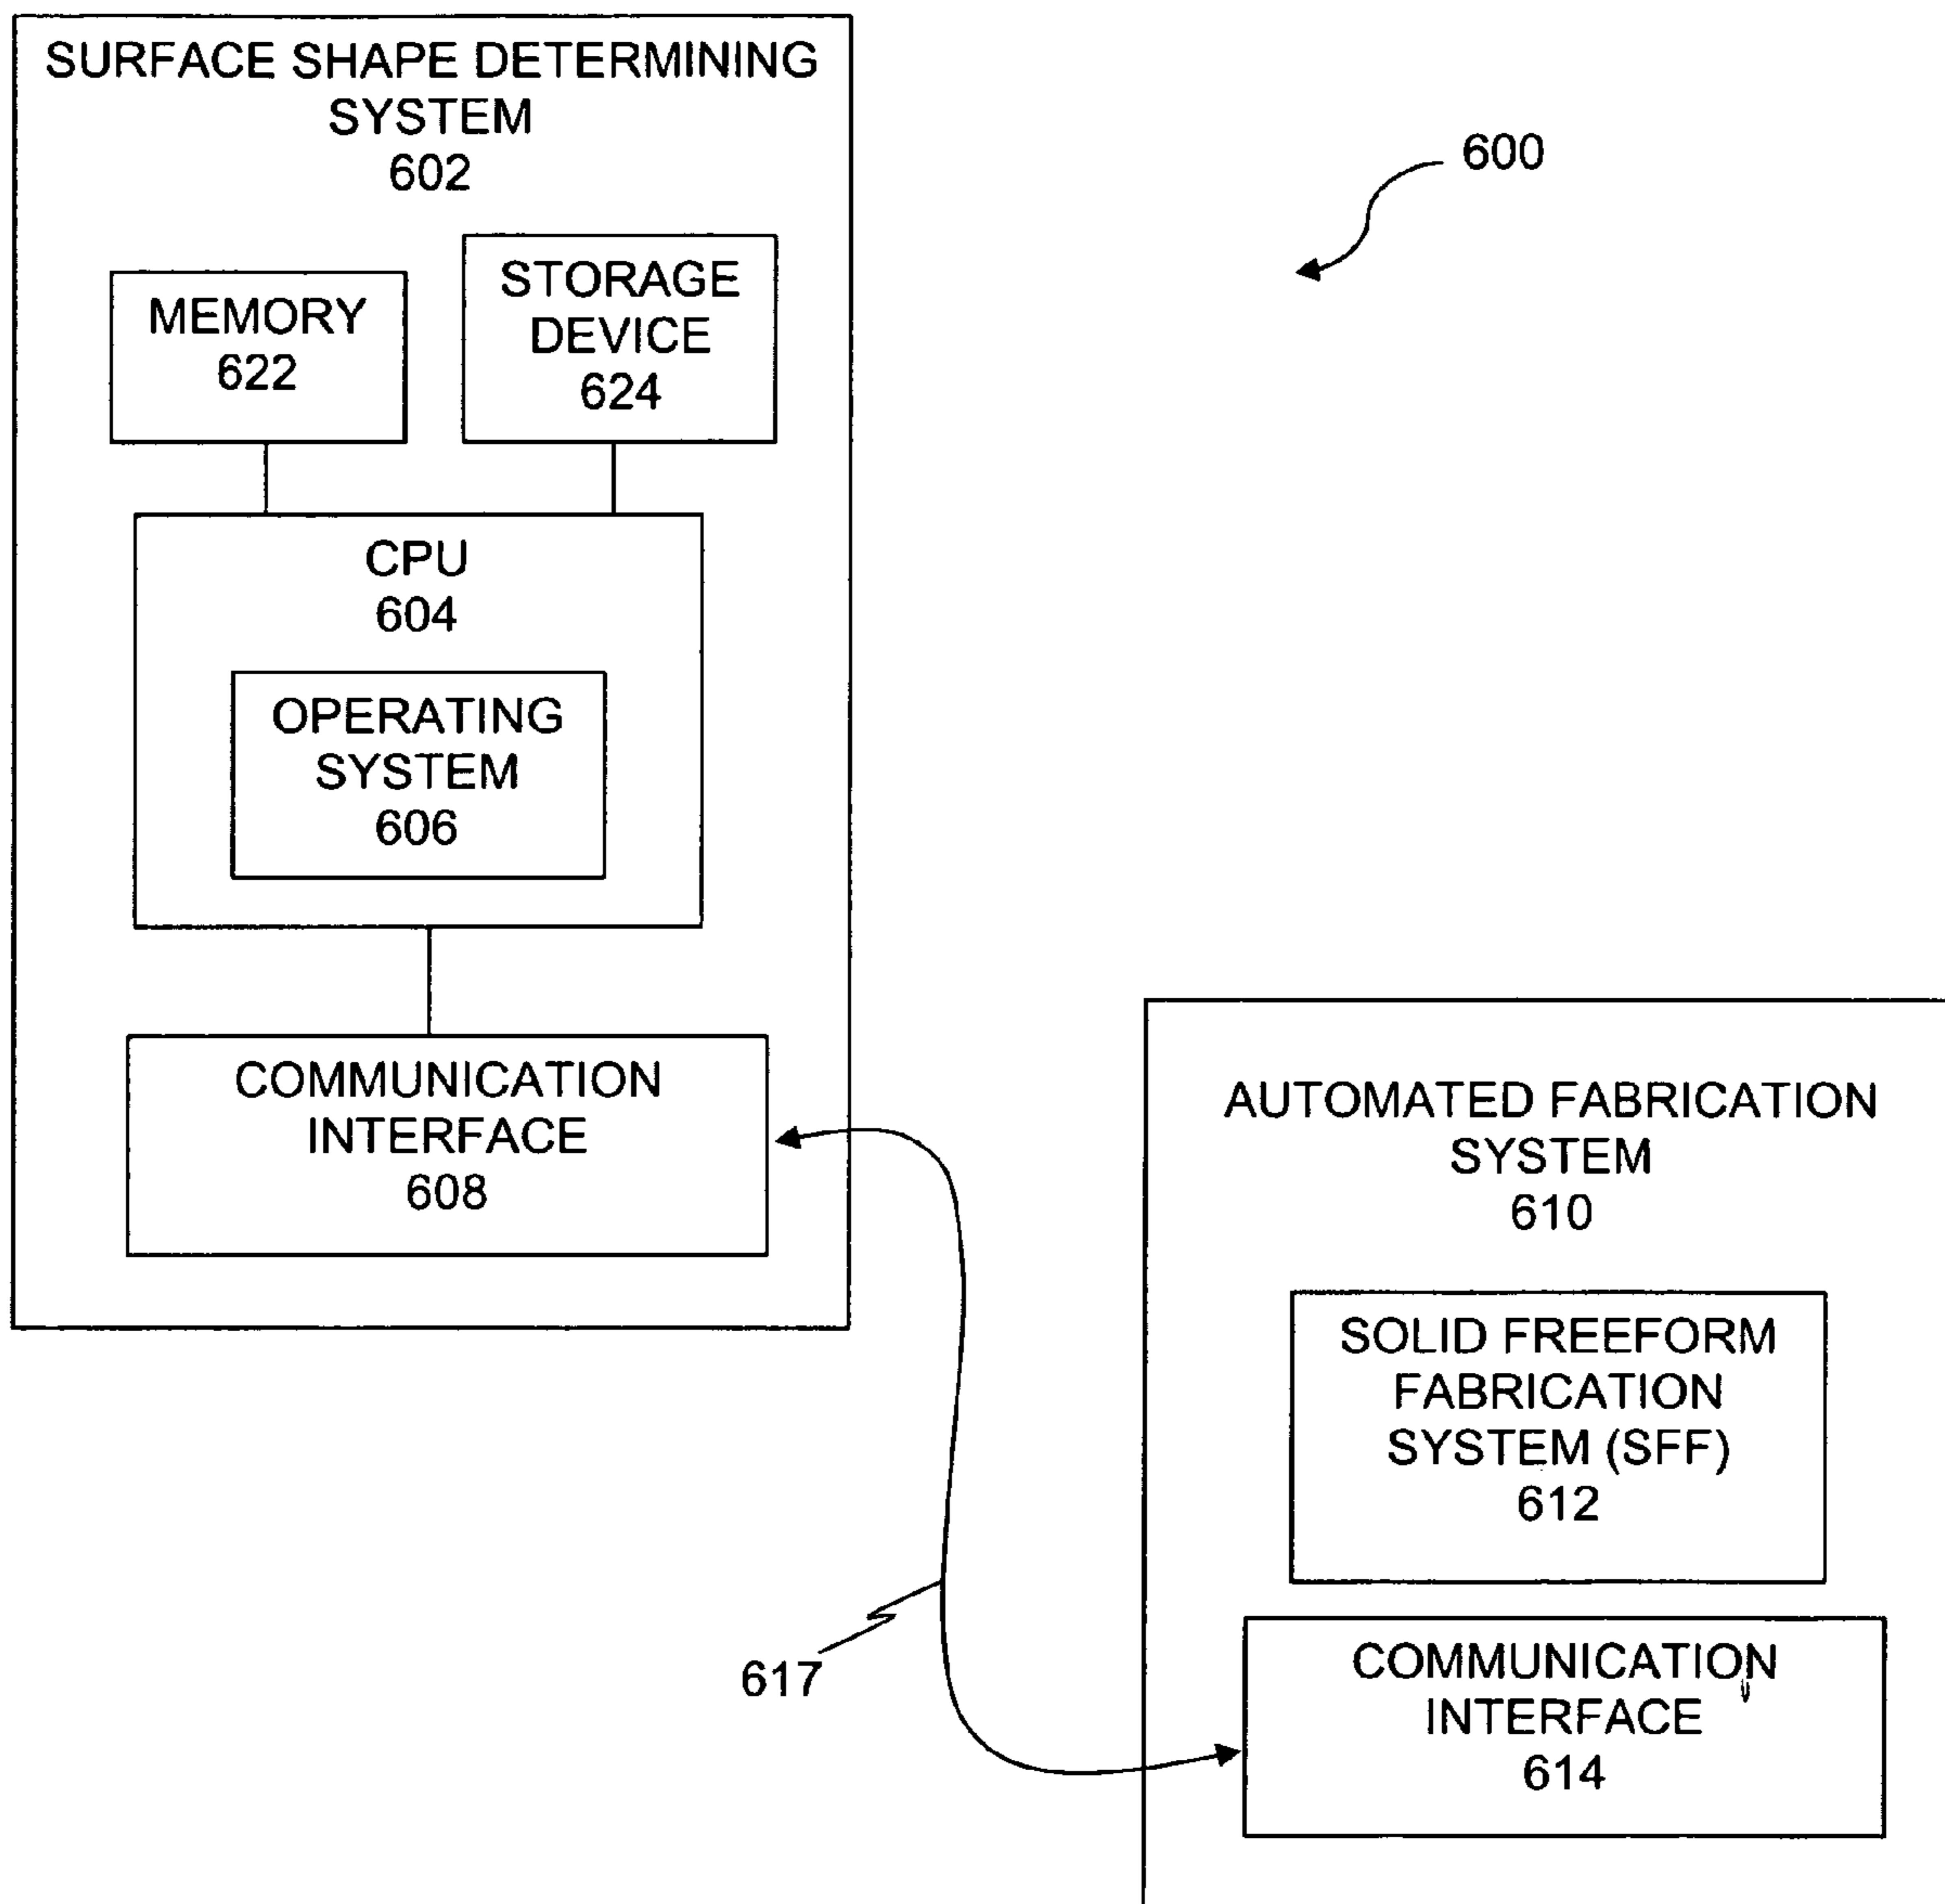 SURFACE SHAPE DETERMINING
SYSTEM
602
600
MEMORY
622
STORAGE
DEVICE
624
CPU
604
OPERATING
SYSTEM
606
COMMUNICATION
INTERFACE
608
AUTOMATED FABRICATION
SYSTEM
610
SOLID FREEFORM
FABRICATION
SYSTEM (SFF)
612
617
COMMUNICATION
INTERFACE
614